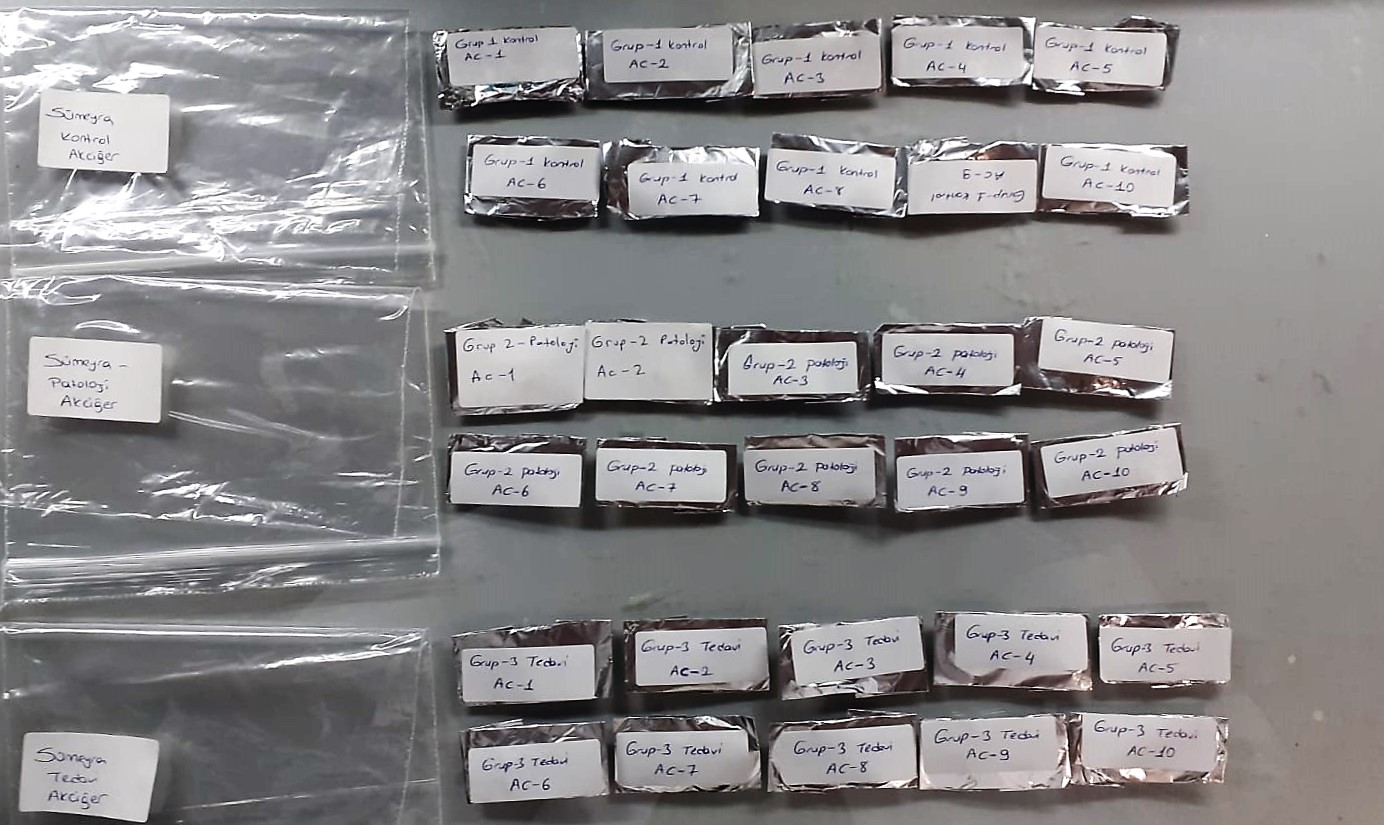 Sümeyra
Kontrol
Akciğer
Grup 1 Kontrol
AC-1
Grup-1 Kontrol
AC-2
Grup-1 Kontrol
AC-3
Grup-1 Kontrol
AC-4
Grup-1 Kontrol
AC-5
Grup-1 Kontrol
AC-6
Grup-1 Kontrol
AC-7
Grup-1 Kontrol
AC-8
Grup-1 Kontrol
AC-9
Grup-1 Kontrol
AC-10
Sümeyra -
Patoloji
Akciğer
Grup 2-Patoloji
Ac-1
Grup-2 Patoloji
Ac-2
Grup-2 patoloji
AC-3
Grup-2 patoloji
AC-4
Grup-2 patoloji
AC-5
Grup-2 patoloji
AC-6
Grup-2 patoloji
AC-7
Grup-2 patoloji
AC-8
Grup-2 patoloji
AC-9
Grup-2 patoloji
AC-10
Sümeyra
Tedavi
Akciğer
Grup-3 Tedavi
AC-1
Grup-3 Tedavi
AC-2
Grup-3 Tedavi
AC-3
Grup-3 Tedavi
AC-4
Grup-3 Tedavi
AC-5
Grup-3 Tedavi
AC-6
Grup-3 Tedavi
AC-7
Grup-3 Tedavi
AC-8
Grup-3 Tedavi
AC-9
Grup-3 Tedavi
AC-10